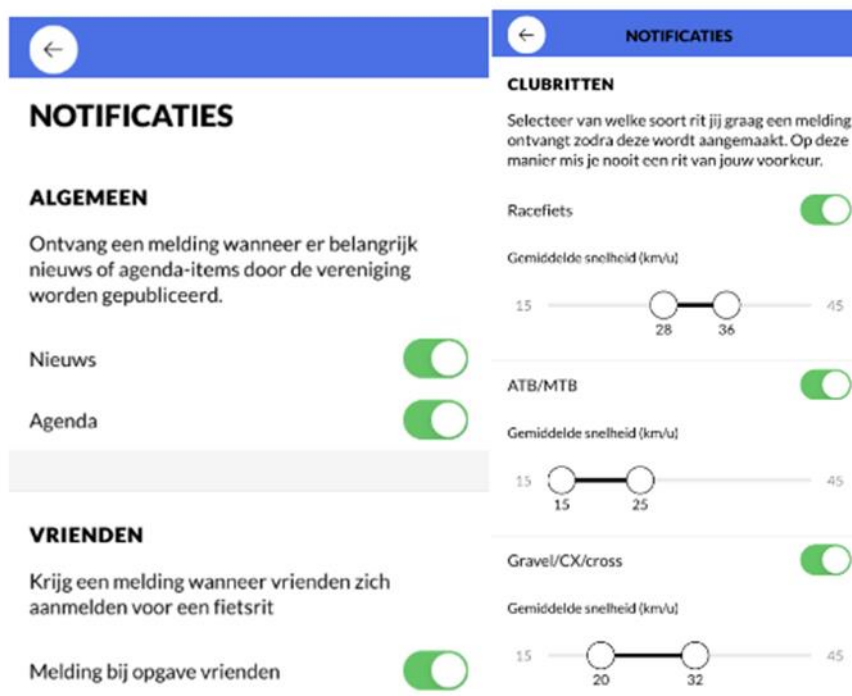 NOTIFICATIES
ALGEMEEN
Ontvang een melding wanneer er belangrijk
nieuws of agenda-items door de vereniging
worden gepubliceerd.
Nieuws
Agenda
VRIENDEN
Krijg een melding wanneer vrienden zich
aanmelden voor een fietsrit
Melding bij opgave vrienden
NOTIFICATIES
CLUBRITTEN
Selecteer van welke soort rit jij graag een melding
ontvangt zodra deze wordt aangemaakt. Op deze
manier mis je nooit een rit van jouw voorkeur.
Racefiets
Gemiddelde snelheid (km/u)
15 45
28 36
ATB/MTB
Gemiddelde snelheid (km/u)
15 45
15 25
Gravel/CX/cross
Gemiddelde snelheid (km/u)
15 45
20 32